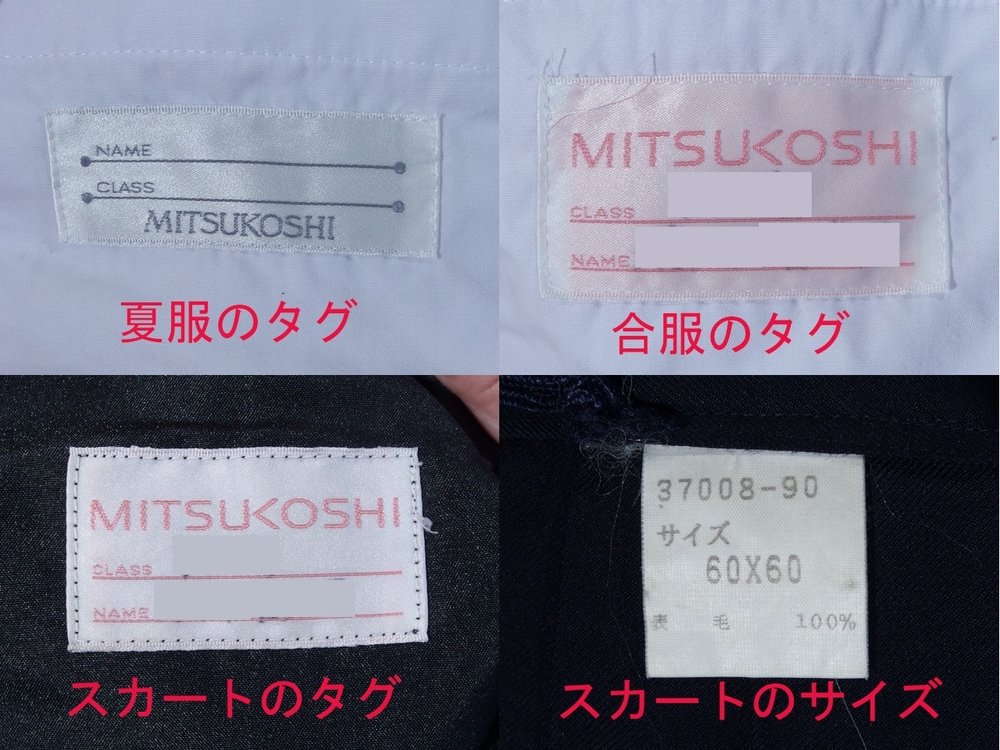 NAME
CLASS
MITSUKOSHI
夏服のタグ
MITSUKOSHI
CLASS
NAME
合服のタグ
MITSUKOSHI
CLASS
NAME
スカートのタグ
37008-90
サイズ
60X60
表 毛 100%
スカートのサイズ